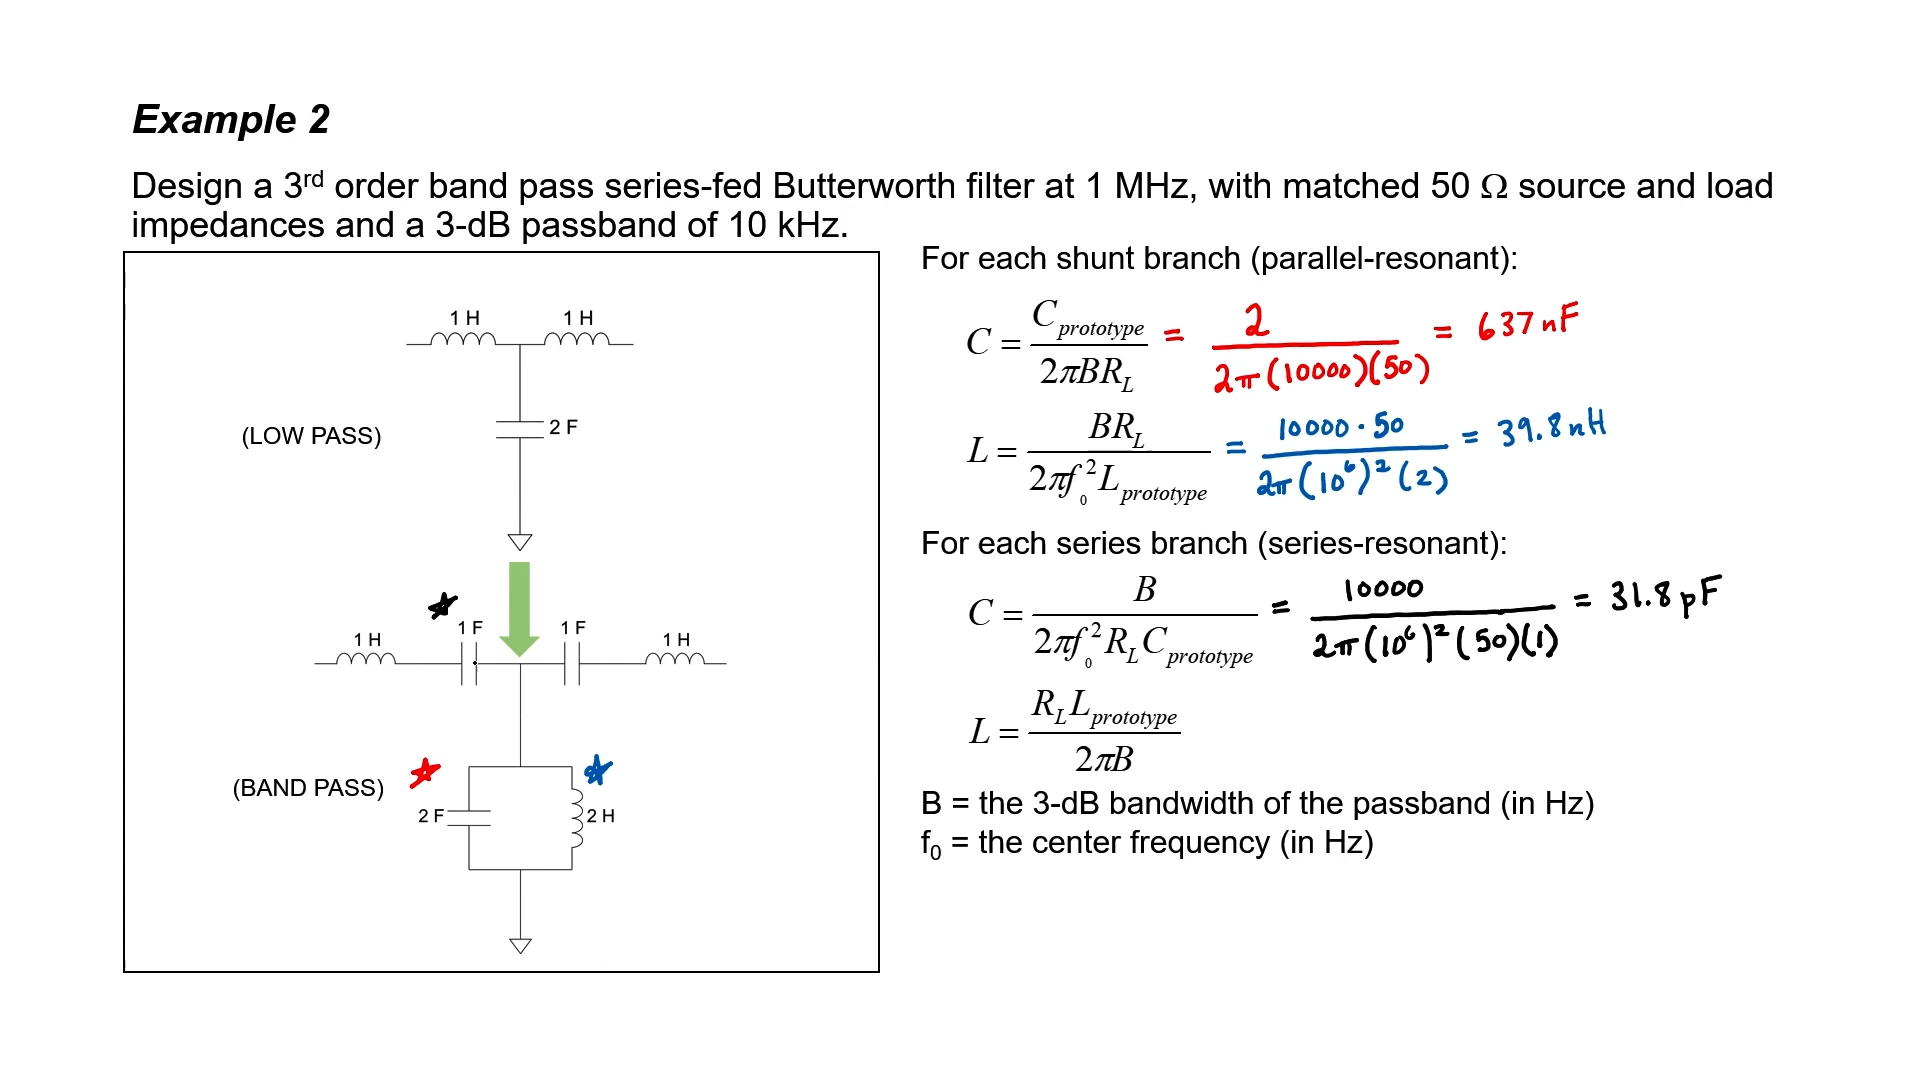 Example 2
Design a 3rd order band pass series-fed Butterworth filter at 1 MHz, with matched 50 Ω source and load
impedances and a 3-dB passband of 10 kHz.
For each shunt branch (parallel-resonant):
C = C_prototype / 2πBR_L = 2 / 2π(10000)(50) = 637 nF
L = BR_L / 2πf_0^2 L_prototype = 10000 · 50 / 2π(10^6)^2(2) = 39.8 nH
For each series branch (series-resonant):
C = B / 2πf_0^2 R_L C_prototype = 10000 / 2π(10^6)^2(50)(1) = 31.8 pF
L = R_L L_prototype / 2πB
B = the 3-dB bandwidth of the passband (in Hz)
f0 = the center frequency (in Hz)
1 H 1 H
(LOW PASS) 2 F
1 H 1 F 1 F 1 H
(BAND PASS)
2 F 2 H